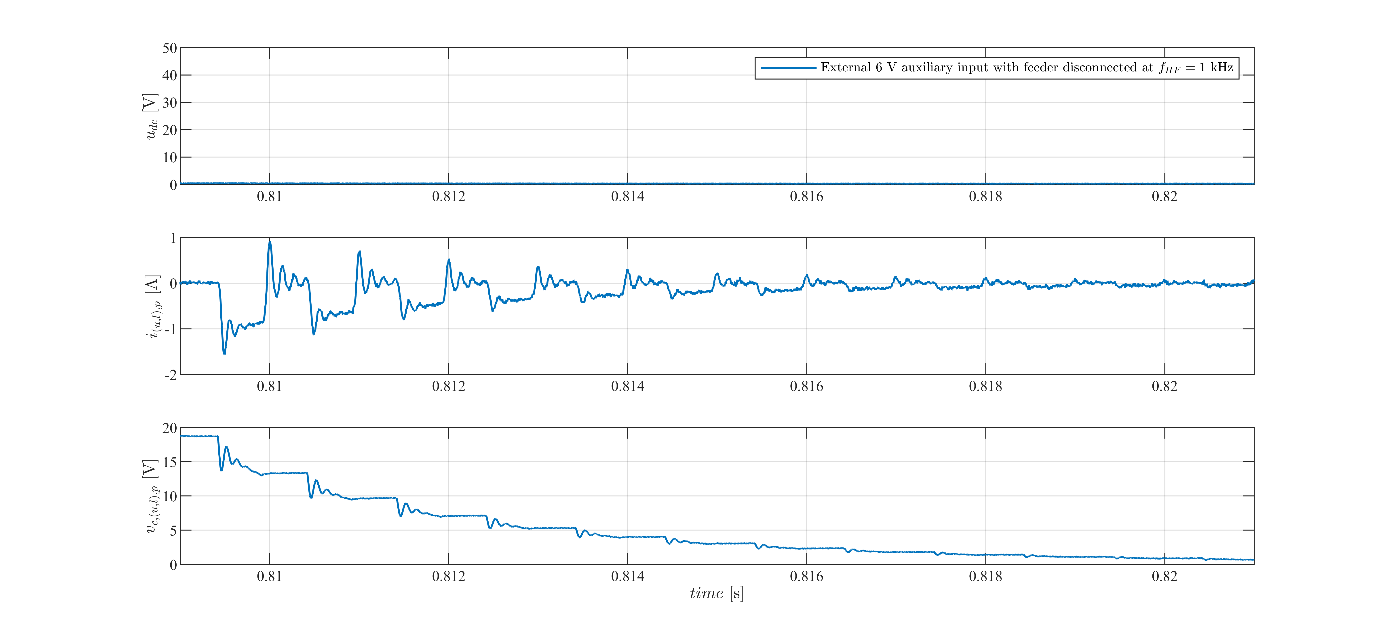 50
40
30
20
10
0
u_dc [V]
External 6 V auxiliary input with feeder disconnected at f_HF = 1 kHz
0.81 0.812 0.814 0.816 0.818 0.82
1
0
-1
-2
i_(u,l),p [A]
0.81 0.812 0.814 0.816 0.818 0.82
20
15
10
5
0
v_c,(u,l),p [V]
0.81 0.812 0.814 0.816 0.818 0.82
time [s]